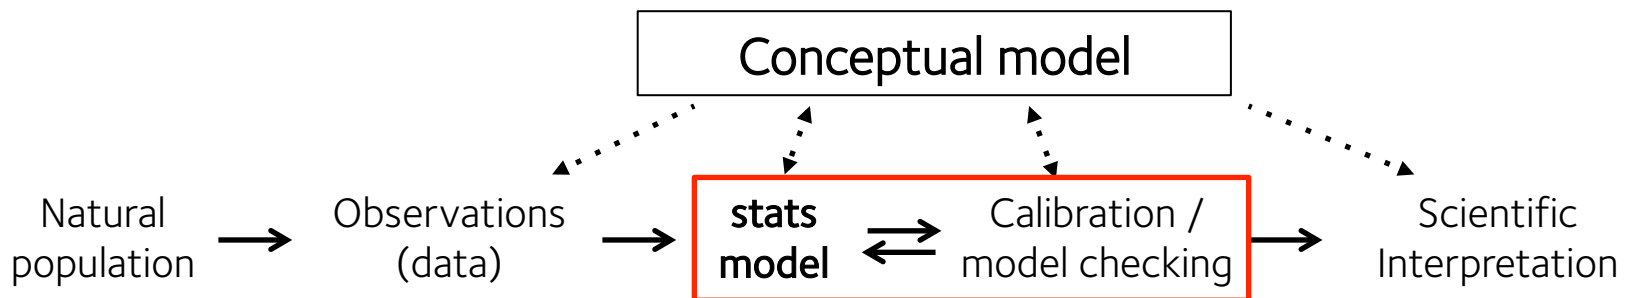 Conceptual model
Natural
population
Observations
(data)
stats
model
Calibration /
model checking
Scientific
Interpretation